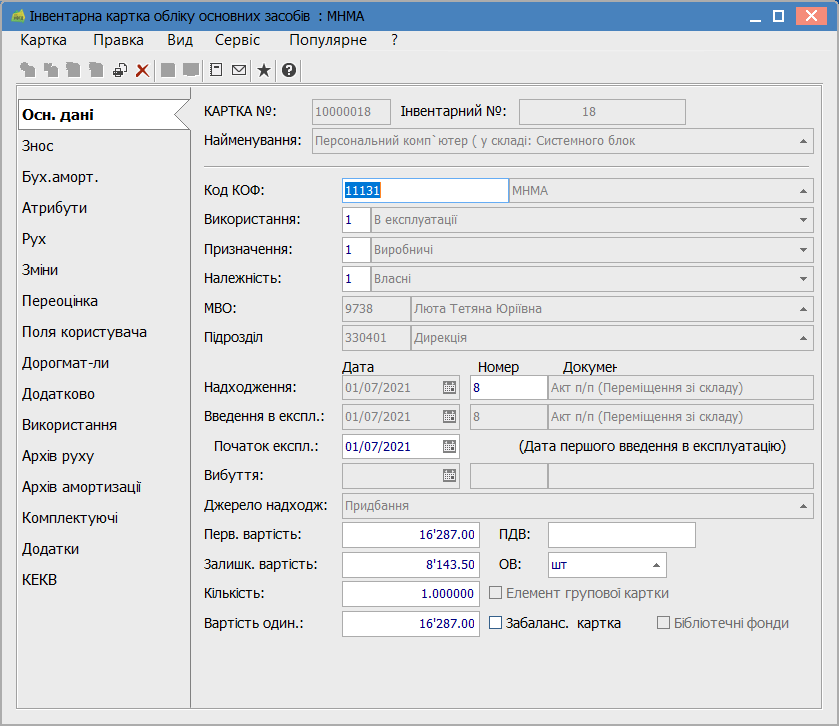 Інвентарна картка обліку основних засобів : МНМА
Картка Правка Вид Сервіс Популярне ?
Осн. дані
Знос
Бух.аморт.
Атрибути
Рух
Зміни
Переоцінка
Поля користувача
Дорогмат-ли
Додатково
Використання
Архів руху
Архів амортизації
Комплектуючі
Додатки
КЕКВ
КАРТКА №: 10000018 Інвентарний №: 18
Найменування: Персональний комп`ютер ( у складі: Системного блок
Код КОФ: 11131 МНМА
Використання: 1 В експлуатації
Призначення: 1 Виробничі
Належність: 1 Власні
МВО: 9738 Люта Тетяна Юріївна
Підрозділ 330401 Дирекція
Дата Номер Докумен
Надходження: 01/07/2021 8 Акт п/п (Переміщення зі складу)
Введення в експл.: 01/07/2021 8 Акт п/п (Переміщення зі складу)
Початок експл.: 01/07/2021 (Дата першого введення в експлуатацію)
Вибуття:
Джерело надходж: Придбання
Перв. вартість: 16'287.00 ПДВ:
Залишк. вартість: 8'143.50 ОВ: шт
Кількість: 1.000000 Елемент групової картки
Вартість один.: 16'287.00 Забаланс. картка Бібліотечні фонди